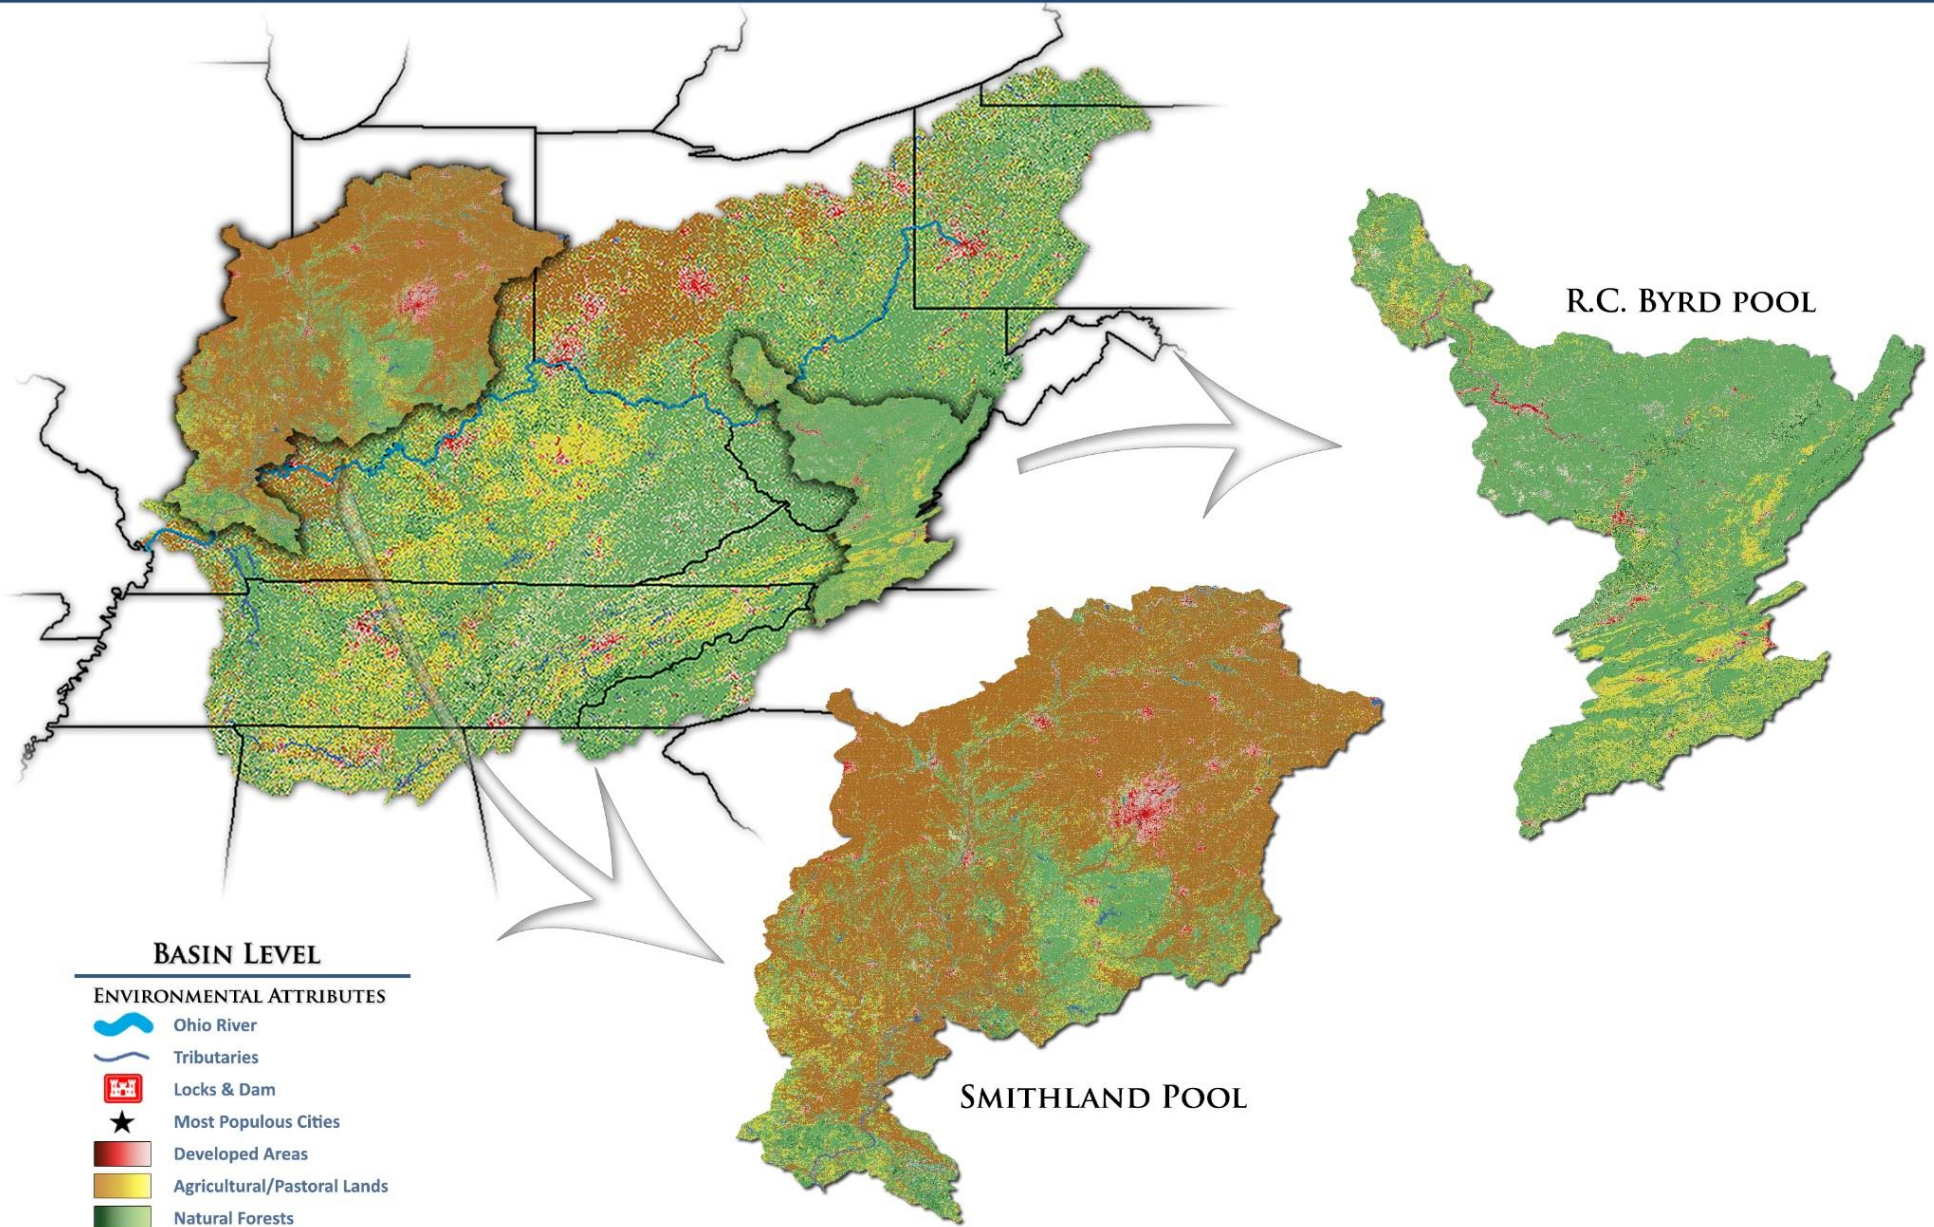 R.C. Byrd pool
Smithland Pool
Basin Level
Environmental Attributes
Ohio River
Tributaries
Locks & Dam
Most Populous Cities
Developed Areas
Agricultural/Pastoral Lands
Natural Forests